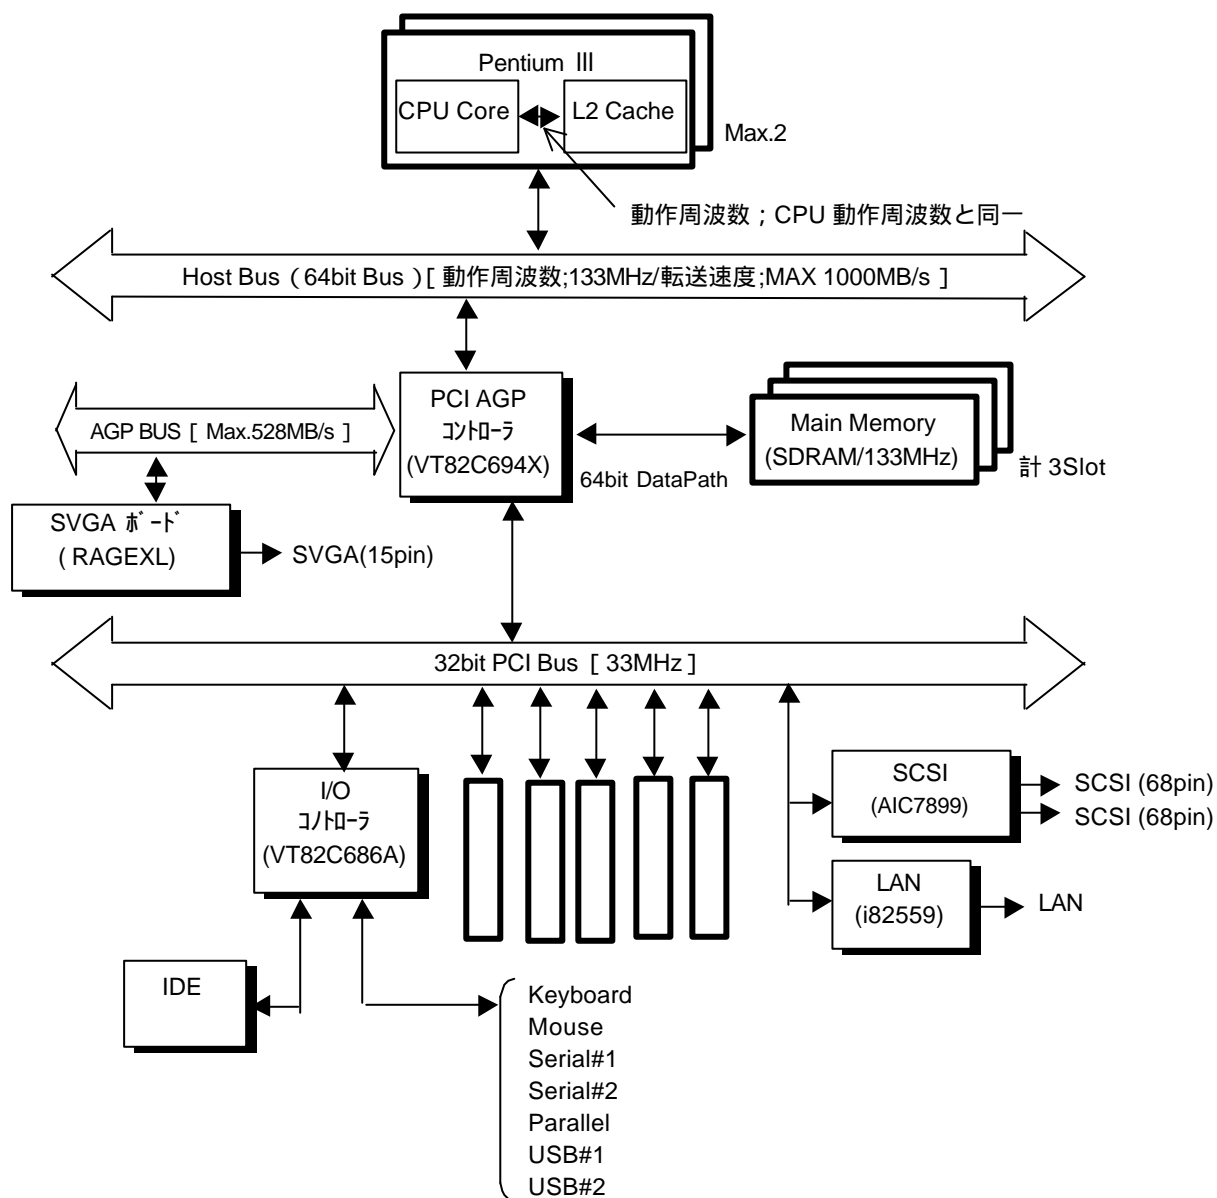 Pentium Ⅲ
CPU Core
L2 Cache
Max.2
動作周波数；CPU 動作周波数と同一
Host Bus（64bit Bus）[ 動作周波数;133MHz/転送速度;MAX 1000MB/s ]
PCI AGP
ｺﾝﾄﾛｰﾗ
(VT82C694X)
AGP BUS [ Max.528MB/s ]
Main Memory
(SDRAM/133MHz)
64bit DataPath
計 3Slot
SVGA ﾎﾞｰﾄﾞ
( RAGEXL)
SVGA(15pin)
32bit PCI Bus [ 33MHz ]
I/O
ｺﾉﾄﾛｰﾗ
(VT82C686A)
SCSI
(AIC7899)
SCSI (68pin)
SCSI (68pin)
LAN
(i82559)
LAN
IDE
Keyboard
Mouse
Serial#1
Serial#2
Parallel
USB#1
USB#2